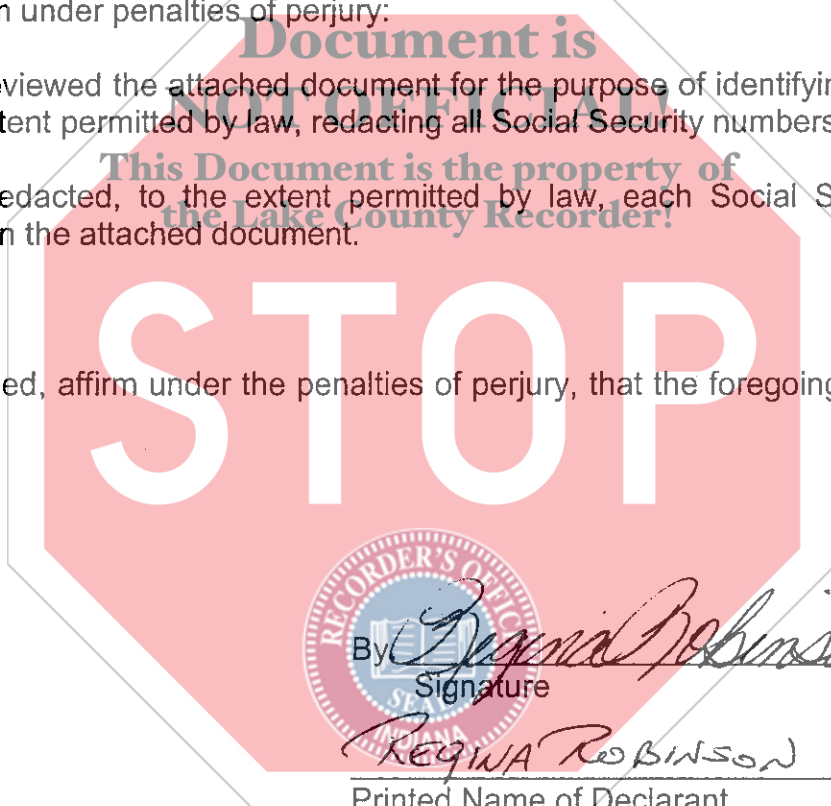 n under penalties of perjury:
Document is
eviewed the attached document for the purpose of identifyin
NOT OFFICIAL!
tent permitted by law, redacting all Social Security numbers
This Document is the property of
edacted, to the extent permitted by law, each Social S
the Lake County Recorder!
n the attached document.
STOP
ed, affirm under the penalties of perjury, that the foregoing
RECORDER'S OFFIC
By Regina Robins
Signature
SEAL
INDIANA
REGINA ROBINSON
Printed Name of Declarant